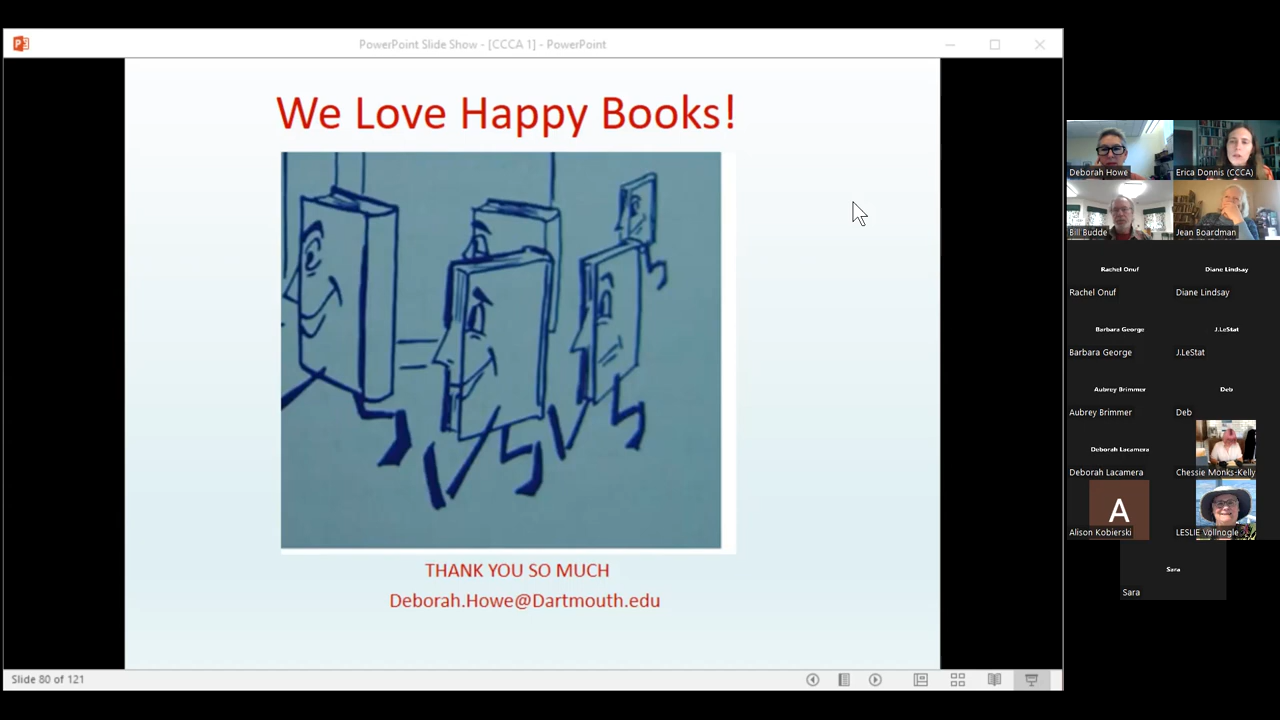 PowerPoint Slide Show - [CCCA 1] - PowerPoint
We Love Happy Books!
THANK YOU SO MUCH
Deborah.Howe@Dartmouth.edu
Slide 80 of 121
Deborah Howe
Erica Donnis (CCCA)
Bill Budde
Jean Boardman
Rachel Onuf
Diane Lindsay
Rachel Onuf
Diane Lindsay
Barbara George
J.LeStat
Barbara George
J.LeStat
Aubrey Brimmer
Deb
Aubrey Brimmer
Deb
Deborah Lacamera
Deborah Lacamera
Chessie Monks-Kelly
A
Alison Kobierski
LESLIE Vollnogle
Sara
Sara